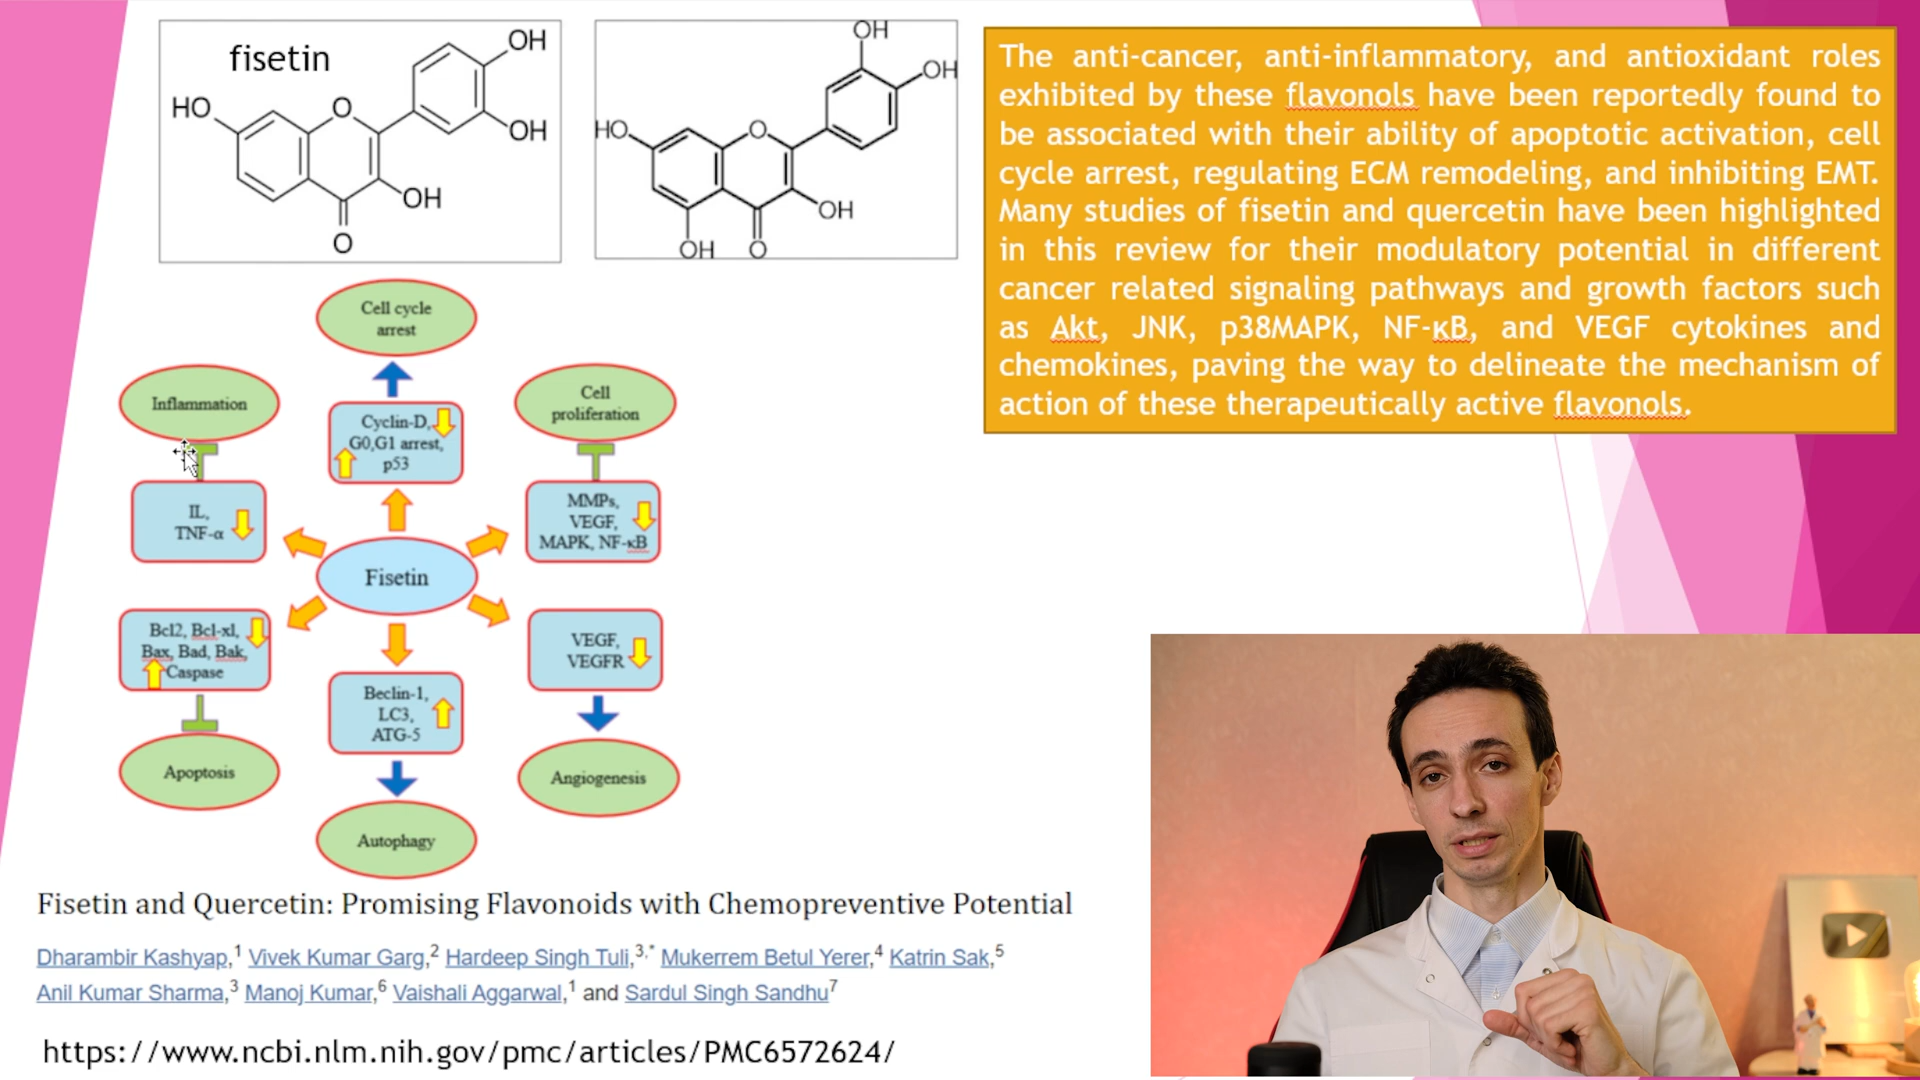 fisetin
HO
O
OH
OH
OH
O
HO
O
OH
OH
OH
OH
O
The anti-cancer, anti-inflammatory, and antioxidant roles
exhibited by these flavonols have been reportedly found to
be associated with their ability of apoptotic activation, cell
cycle arrest, regulating ECM remodeling, and inhibiting EMT.
Many studies of fisetin and quercetin have been highlighted
in this review for their modulatory potential in different
cancer related signaling pathways and growth factors such
as Akt, JNK, p38MAPK, NF-κB, and VEGF cytokines and
chemokines, paving the way to delineate the mechanism of
action of these therapeutically active flavonols.
Cell cycle
arrest
Inflammation
Cyclin-D,
G0,G1 arrest,
p53
Cell
proliferation
IL,
TNF-α
MMPs,
VEGF,
MAPK, NF-κB
Fisetin
Bcl2, Bcl-xl,
Bax, Bad, Bak,
Caspase
Beclin-1,
LC3,
ATG-5
VEGF,
VEGFR
Apoptosis
Autophagy
Angiogenesis
Fisetin and Quercetin: Promising Flavonoids with Chemopreventive Potential
Dharambir Kashyap,1 Vivek Kumar Garg,2 Hardeep Singh Tuli,3,* Mukerrem Betul Yerer,4 Katrin Sak,5
Anil Kumar Sharma,3 Manoj Kumar,6 Vaishali Aggarwal,1 and Sardul Singh Sandhu7
https://www.ncbi.nlm.nih.gov/pmc/articles/PMC6572624/